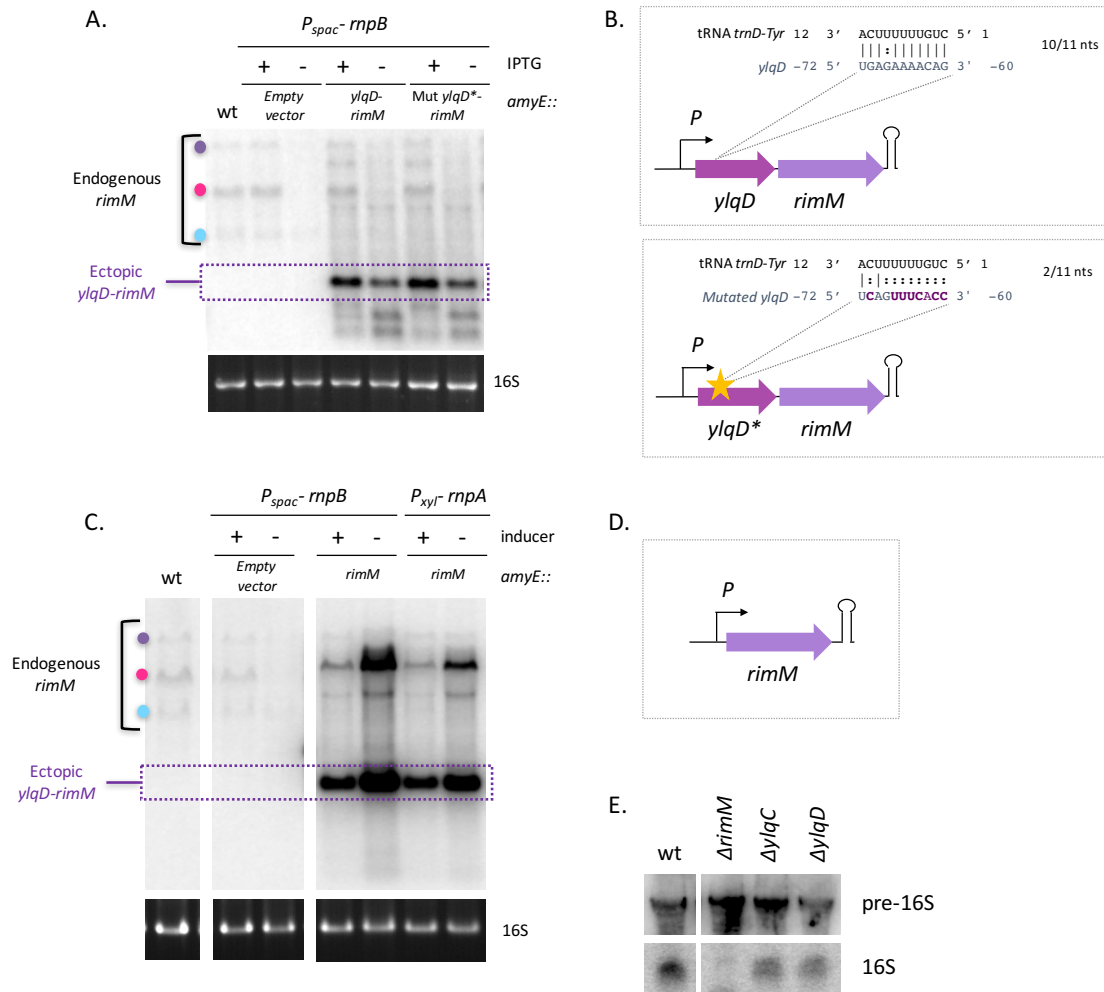 A.
P_spac- rnpB
+ - + - + - IPTG
wt Empty vector ylqD-rimM Mut ylqD*-rimM amyE::
Endogenous rimM
Ectopic ylqD-rimM
16S
B.
tRNA trnD-Tyr 12 3’ ACUUUUUUGUC 5’ 1
10/11 nts
ylqD -72 5’ UGAGAAAACAG 3’ -60
P
ylqD rimM
tRNA trnD-Tyr 12 3’ ACUUUUUUGUC 5’ 1
2/11 nts
Mutated ylqD -72 5’ UCAGUUUCACC 3' -60
P
ylqD* rimM
C.
P_spac- rnpB P_xyl- rnpA
+ - + - + - inducer
wt Empty vector rimM rimM amyE::
Endogenous rimM
Ectopic ylqD-rimM
16S
D.
P
rimM
E.
wt ΔrimM ΔylqC ΔylqD
pre-16S
16S